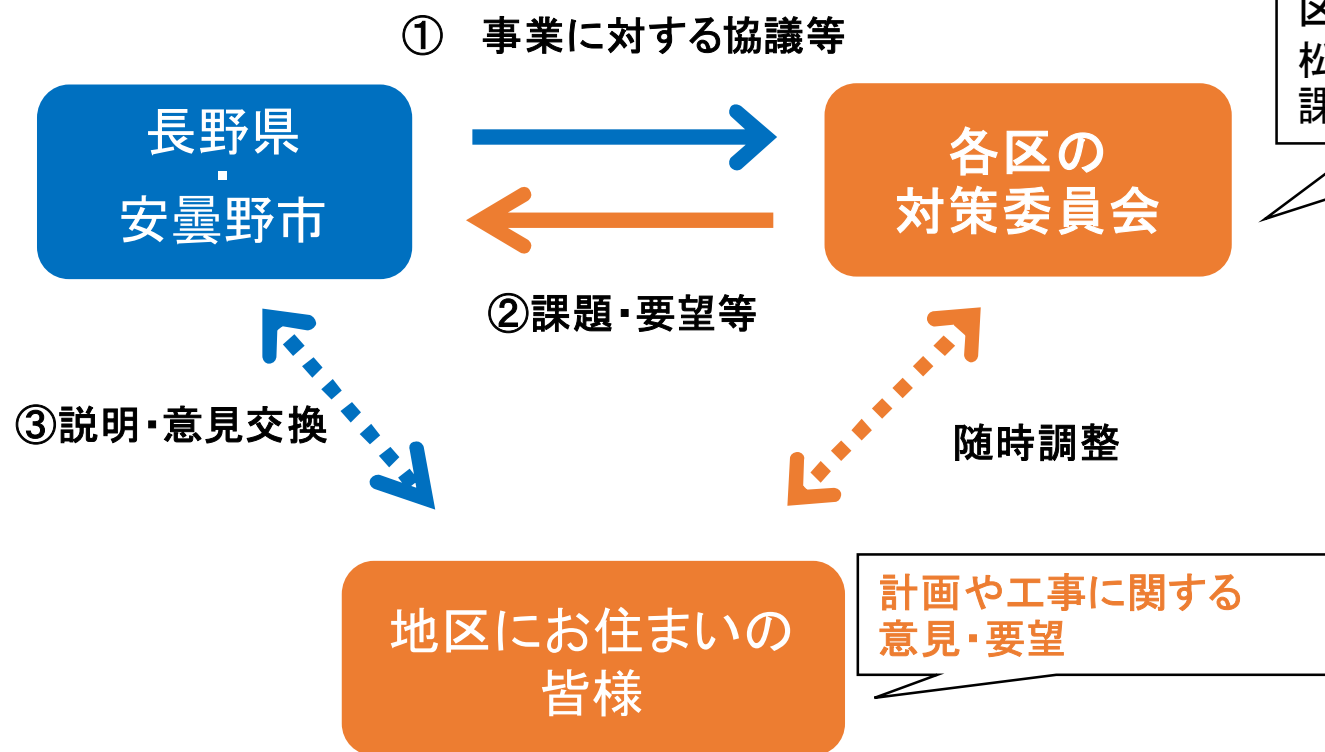 ① 事業に対する協議等
区
松
課
長野県
・
安曇野市
各区の
対策委員会
②課題・要望等
③説明・意見交換
随時調整
地区にお住まいの
皆様
計画や工事に関する
意見・要望